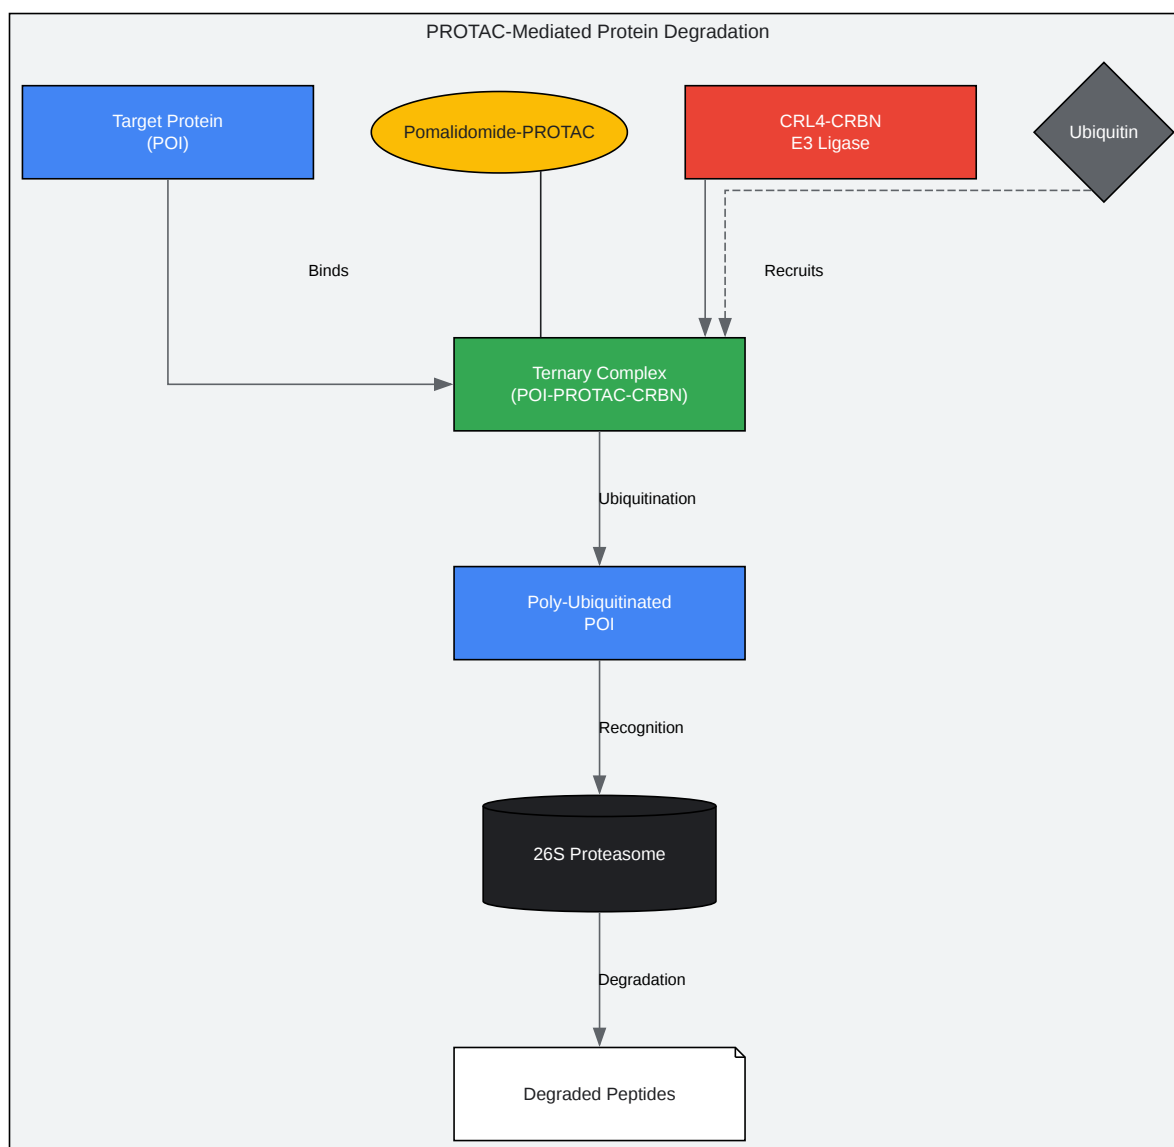 PROTAC-Mediated Protein Degradation
Target Protein
(POI)
Pomalidomide-PROTAC
CRL4-CRBN
E3 Ligase
Ubiquitin
Binds
Recruits
Ternary Complex
(POI-PROTAC-CRBN)
Ubiquitination
Poly-Ubiquitinated
POI
Recognition
26S Proteasome
Degradation
Degraded Peptides